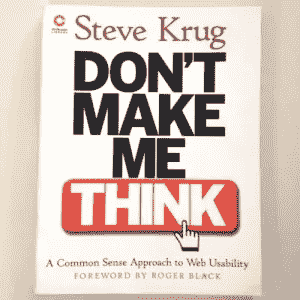 Steve Krug
DON'T
MAKE
ME
THINK
A Common Sense Approach to Web Usability
FOREWORD BY ROGER BLACK